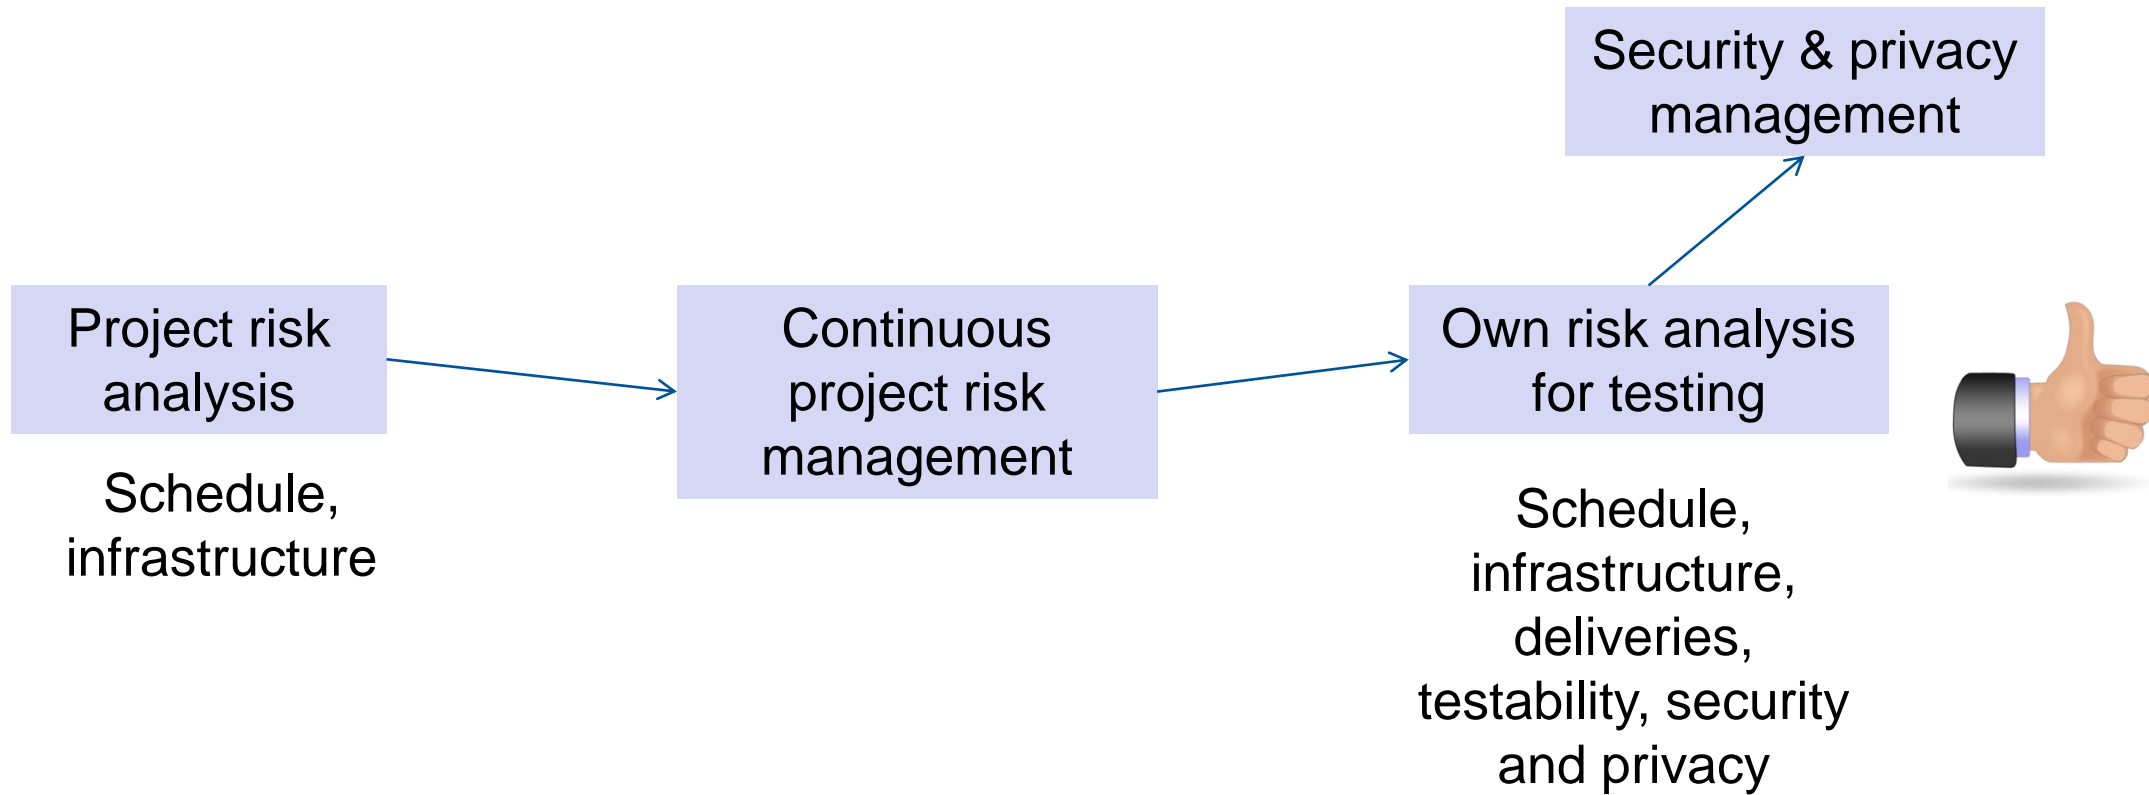 Security & privacy
management
Project risk
analysis
Schedule,
infrastructure
Continuous
project risk
management
Own risk analysis
for testing
Schedule,
infrastructure,
deliveries,
testability, security
and privacy